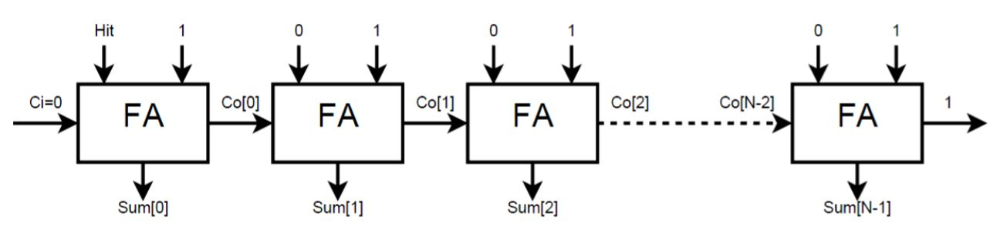 Hit 1 0 1 0 1 0 1
Ci=0 FA Co[0] FA Co[1] FA Co[2] Co[N-2] FA 1
Sum[0] Sum[1] Sum[2] Sum[N-1]